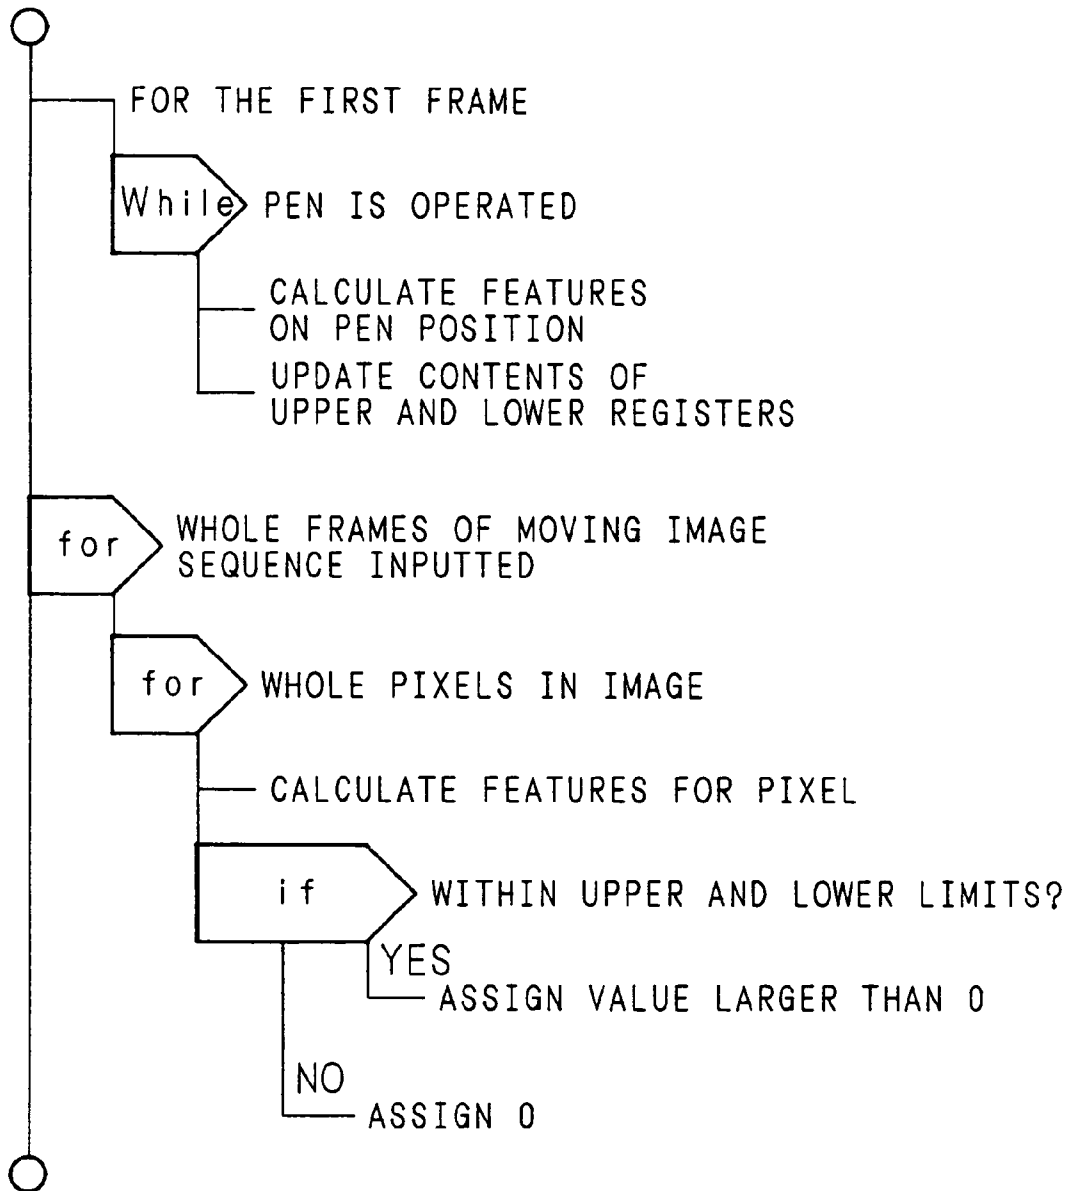 FOR THE FIRST FRAME
While PEN IS OPERATED
CALCULATE FEATURES
ON PEN POSITION
UPDATE CONTENTS OF
UPPER AND LOWER REGISTERS
for WHOLE FRAMES OF MOVING IMAGE
SEQUENCE INPUTTED
for WHOLE PIXELS IN IMAGE
CALCULATE FEATURES FOR PIXEL
if WITHIN UPPER AND LOWER LIMITS?
YES
ASSIGN VALUE LARGER THAN 0
NO
ASSIGN 0